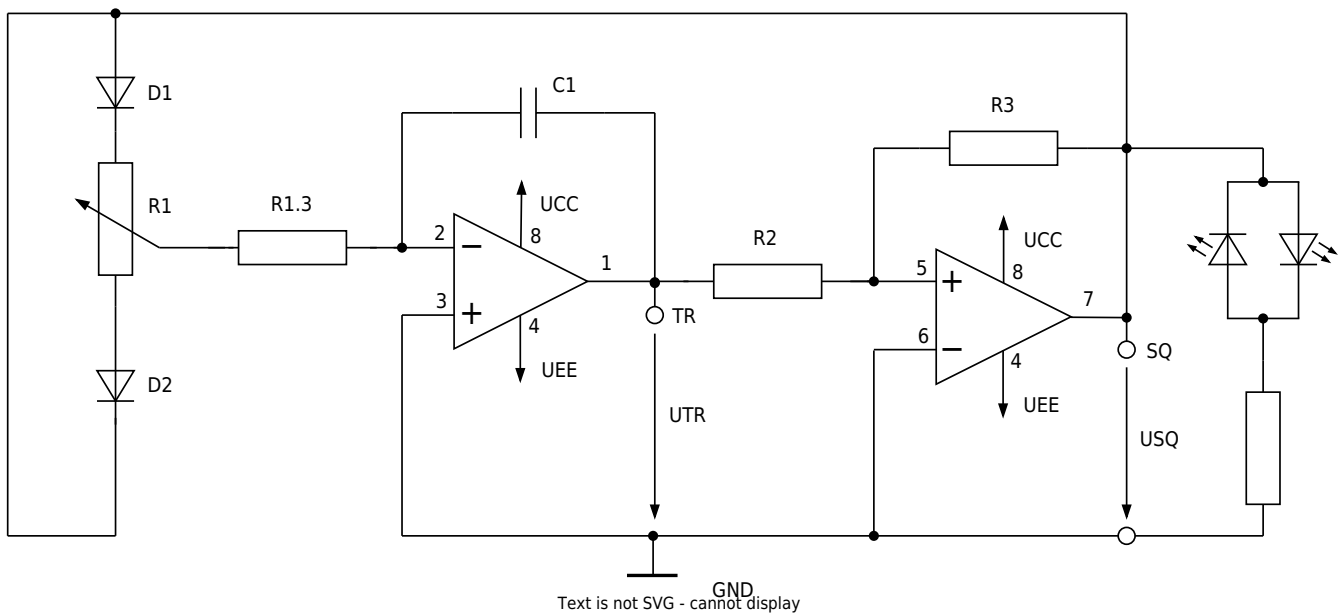 D1
C1
R3
R1
R1.3
UCC
8
2
−
1
R2
UCC
8
5
+
7
3
+
4
TR
6
−
4
SQ
UEE
D2
UTR
UEE
USQ
GND
Text is not SVG - cannot display